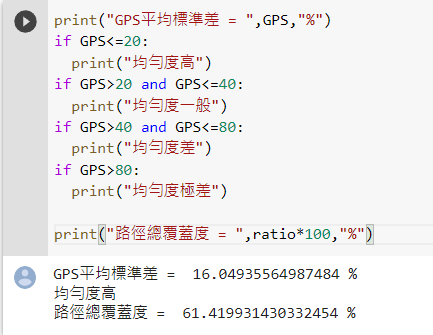 print("GPS平均標準差 = ",GPS,"%")
if GPS<=20:
  print("均勻度高")
if GPS>20 and GPS<=40:
  print("均勻度一般")
if GPS>40 and GPS<=80:
  print("均勻度差")
if GPS>80:
  print("均勻度極差")
print("路徑總覆蓋度 = ",ratio*100,"%")
GPS平均標準差 =  16.04935564987484 %
均勻度高
路徑總覆蓋度 =  61.419931430332454 %